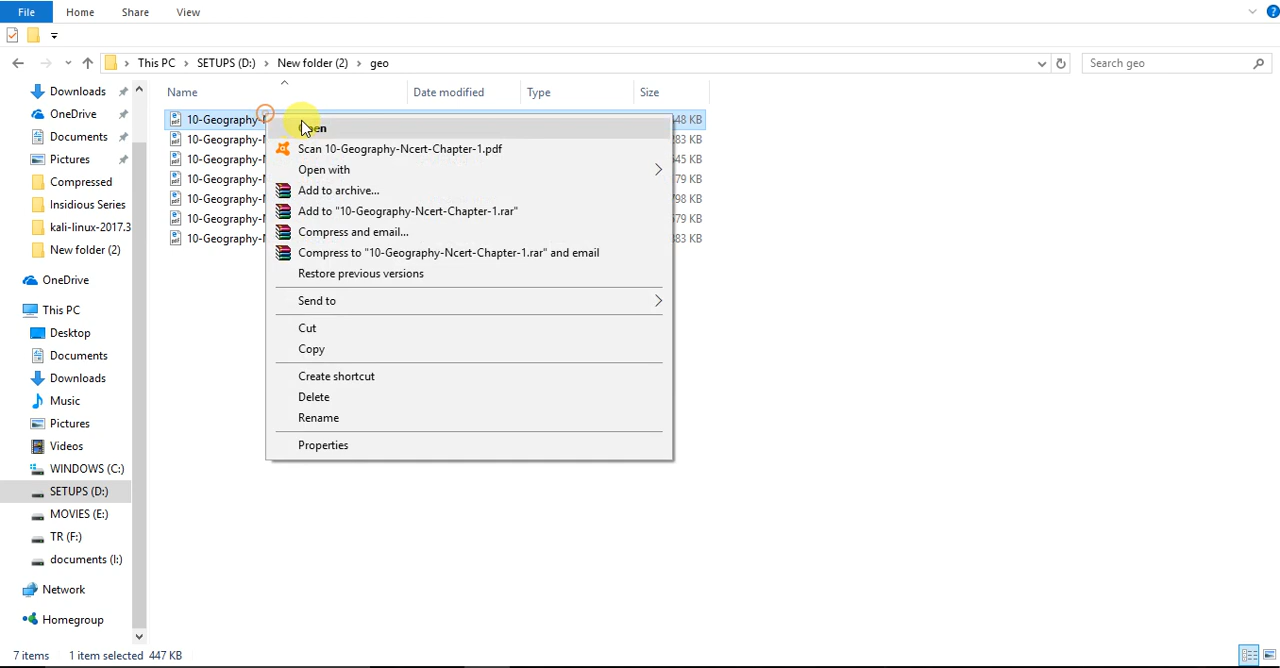 File Home Share View
This PC SETUPS (D:) New folder (2) geo Search geo
Name Date modified Type Size
Downloads
OneDrive
Documents
Pictures
Compressed
Insidious Series
kali-linux-2017.3
New folder (2)
OneDrive
This PC
Desktop
Documents
Downloads
Music
Pictures
Videos
WINDOWS (C:)
SETUPS (D:)
MOVIES (E:)
TR (F:)
documents (I:)
Network
Homegroup
10-Geography-
10-Geography-
10-Geography-
10-Geography-
10-Geography-
10-Geography-
10-Geography-
Open
Scan 10-Geography-Ncert-Chapter-1.pdf
Open with
Add to archive...
Add to "10-Geography-Ncert-Chapter-1.rar"
Compress and email...
Compress to "10-Geography-Ncert-Chapter-1.rar" and email
Restore previous versions
Send to
Cut
Copy
Create shortcut
Delete
Rename
Properties
48 KB
83 KB
45 KB
79 KB
798 KB
579 KB
83 KB
7 items 1 item selected 447 KB